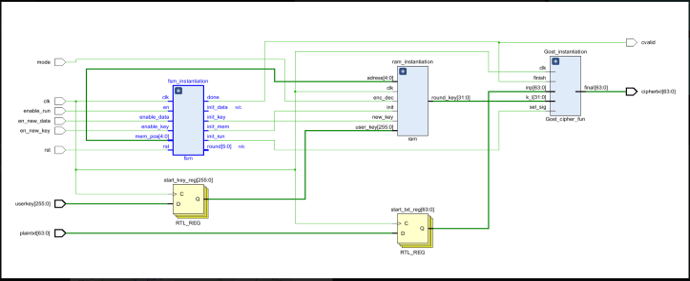 cvalid
Gost_instantiation
mode
ram_instantiation
clk
fsm_instantiation
adress[4:0]
finish
clk
inp[63:0]
final[63:0]
ciphertxt[63:0]
clk
clk
done
enc_dec
round_key[31:0]
k_i[31:0]
enable_run
en
init_data
n/c
init
sel_sig
en_new_data
enable_data
init_key
new_key
Gost_cipher_fun
en_new_key
enable_key
init_mem
user_key[255:0]
mem_pos[4:0]
init_run
ram
rst
rst
round[5:0]
n/c
fsm
start_key_reg[255:0]
C
Q
userkey[255:0]
D
RTL_REG
start_txt_reg[63:0]
C
Q
plaintxt[63:0]
D
RTL_REG